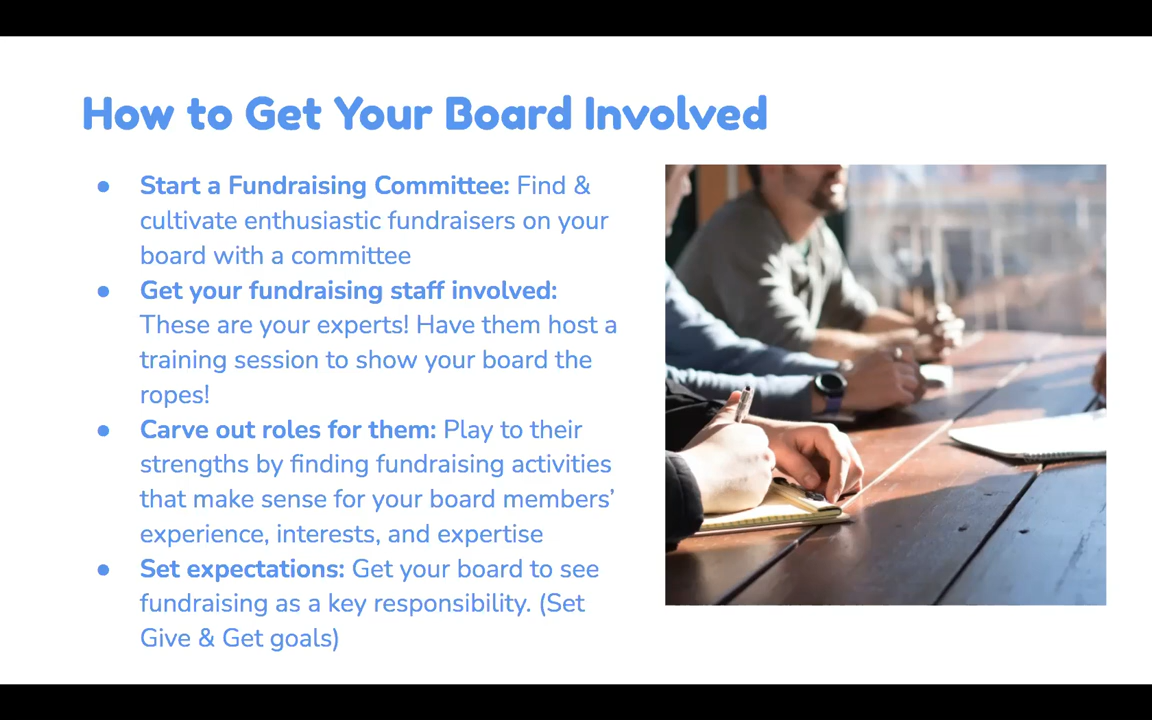 How to Get Your Board Involved
● Start a Fundraising Committee: Find &
cultivate enthusiastic fundraisers on your
board with a committee
● Get your fundraising staff involved:
These are your experts! Have them host a
training session to show your board the
ropes!
● Carve out roles for them: Play to their
strengths by finding fundraising activities
that make sense for your board members’
experience, interests, and expertise
● Set expectations: Get your board to see
fundraising as a key responsibility. (Set
Give & Get goals)